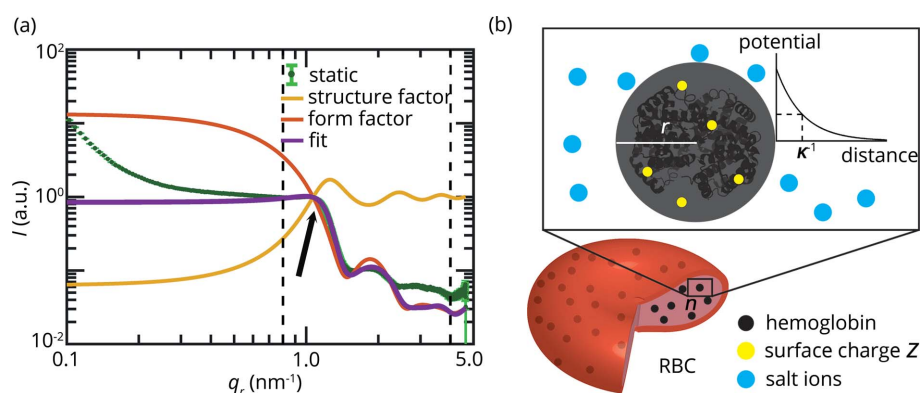 (a)
10²
static
structure factor
form factor
fit
10⁰
I (a.u.)
10⁻²
0.1
1.0
5.0
qᵣ (nm⁻¹)
(b)
potential
r
κ¹
distance
n
RBC
hemoglobin
surface charge Z
salt ions